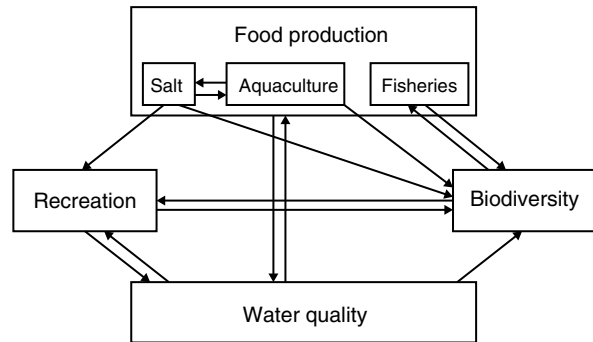 Food production
Salt Aquaculture Fisheries
Recreation Biodiversity
Water quality